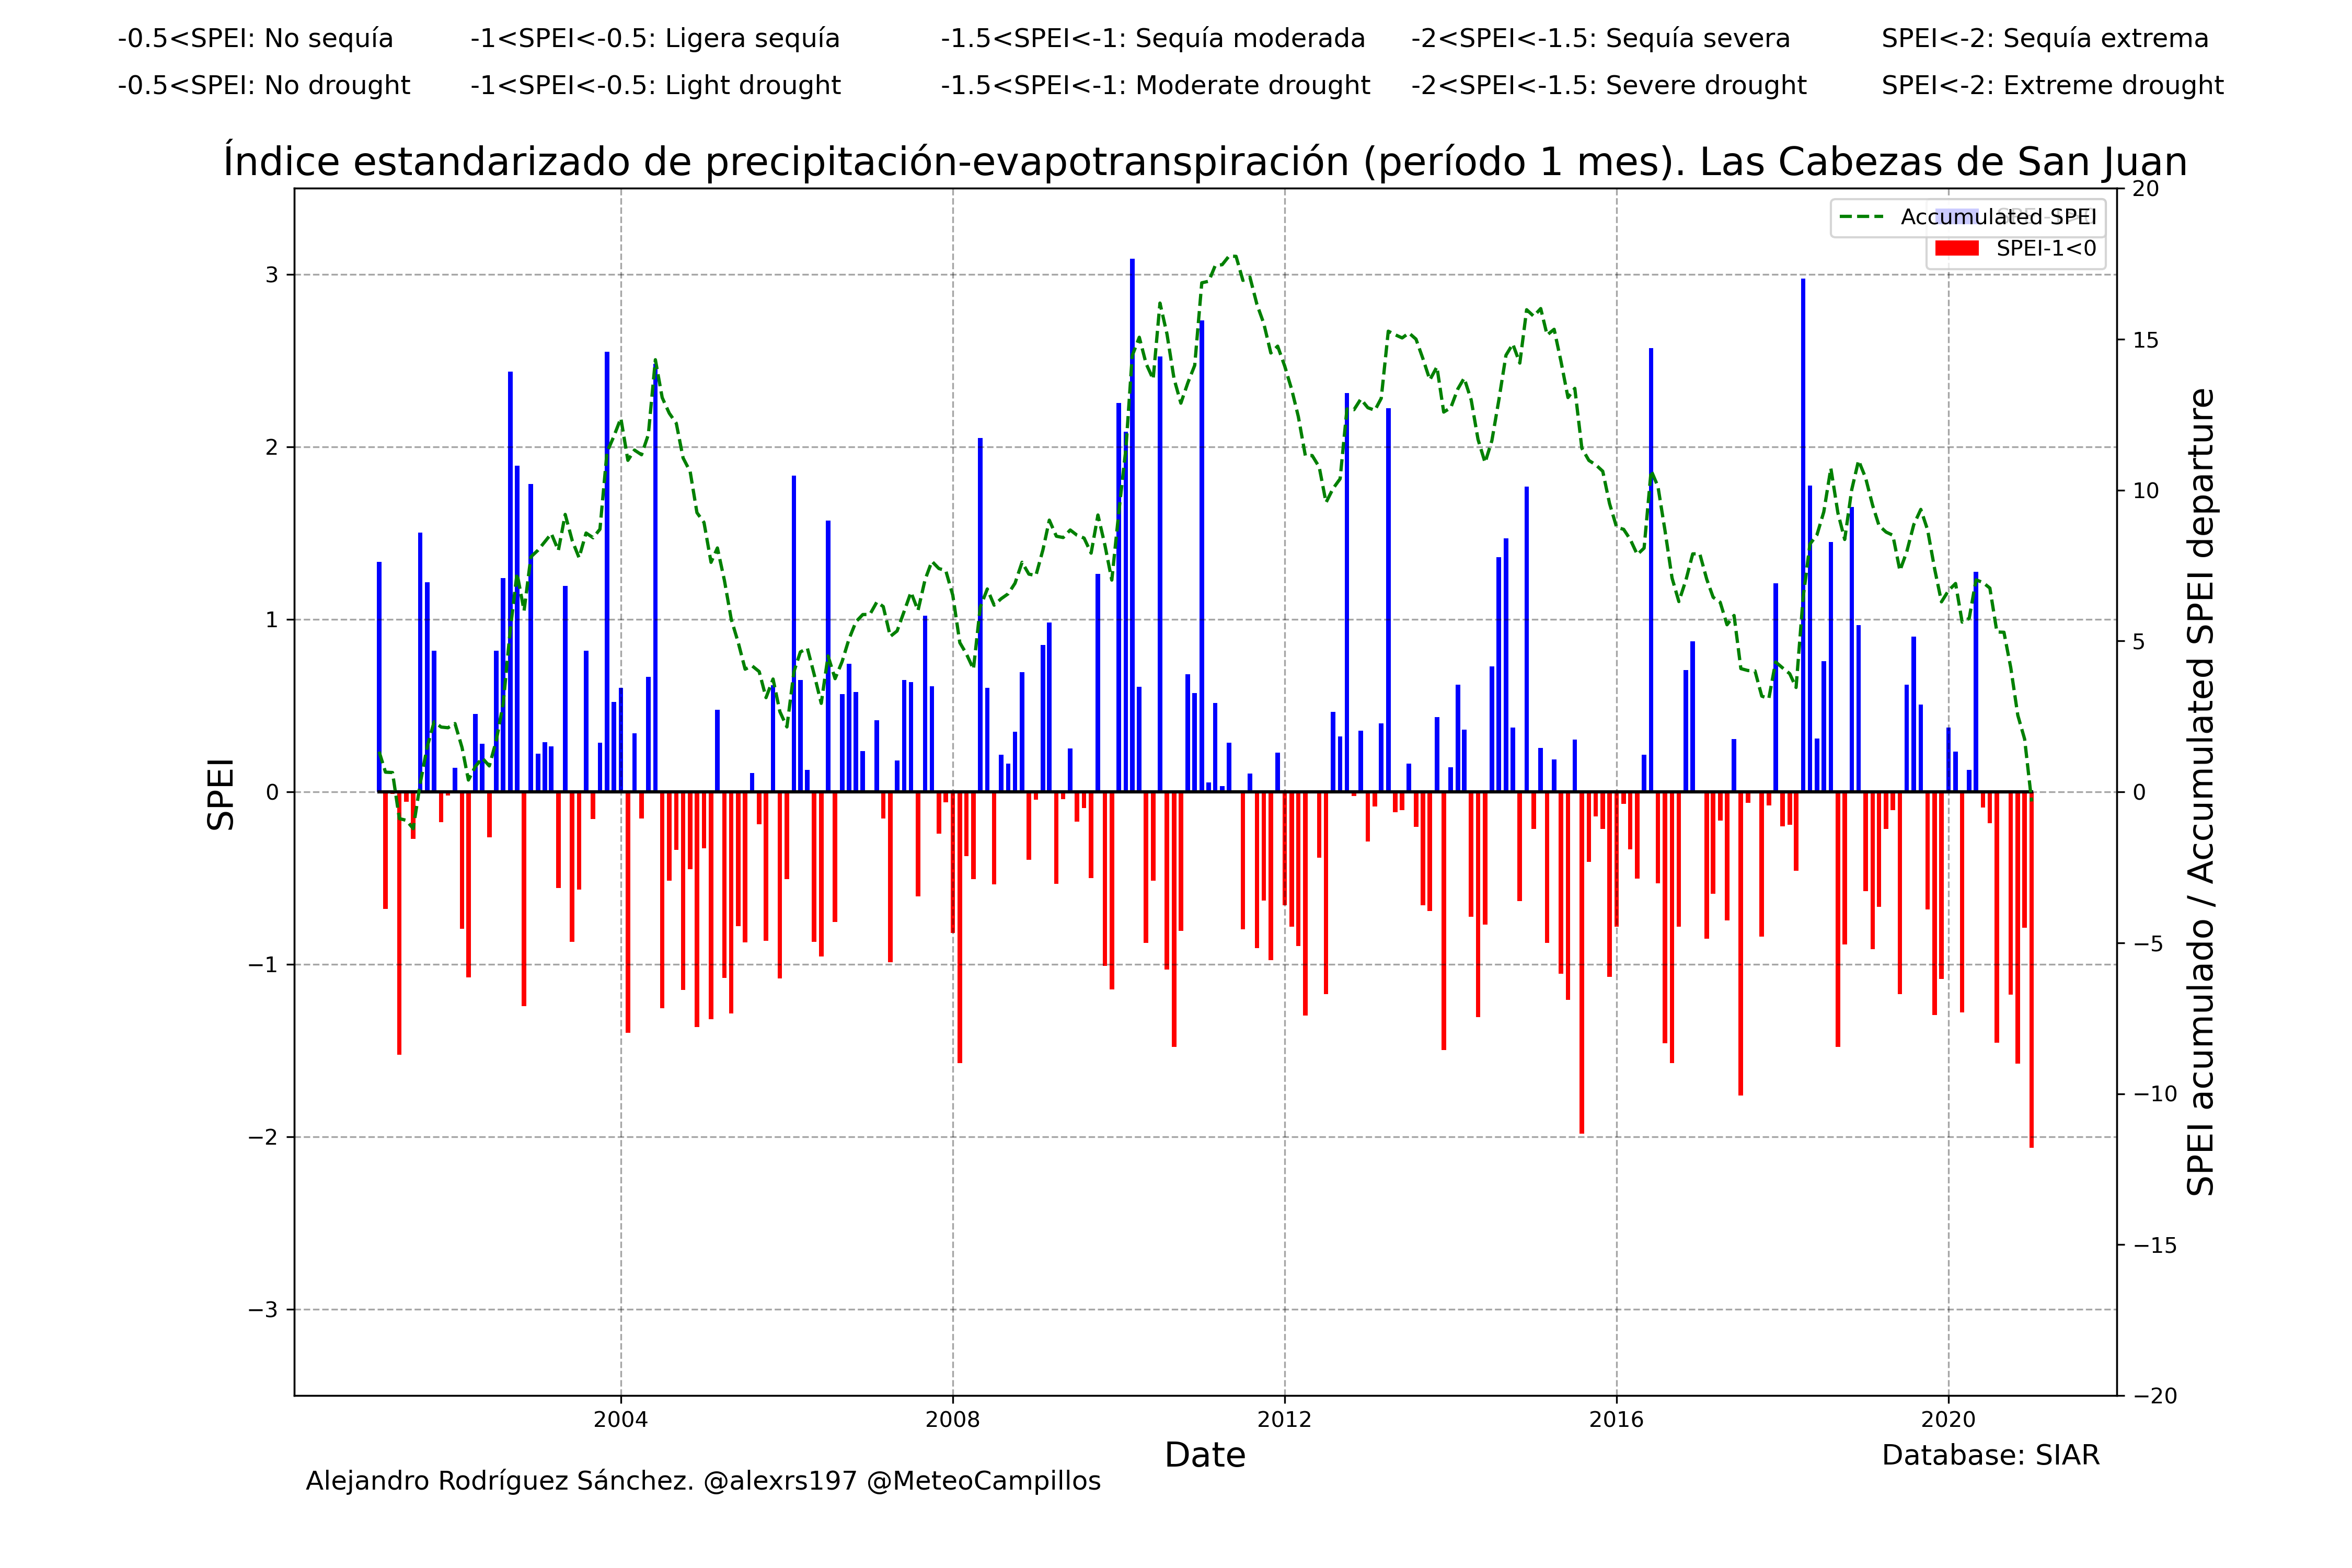 -0.5<SPEI: No sequía -1<SPEI<-0.5: Ligera sequía -1.5<SPEI<-1: Sequía moderada -2<SPEI<-1.5: Sequía severa SPEI<-2: Sequía extrema
-0.5<SPEI: No drought -1<SPEI<-0.5: Light drought -1.5<SPEI<-1: Moderate drought -2<SPEI<-1.5: Severe drought SPEI<-2: Extreme drought
Índice estandarizado de precipitación-evapotranspiración (período 1 mes). Las Cabezas de San Juan
Accumulated SPEI
SPEI-1<0
SPEI
3
2
1
0
−1
−2
−3
20
15
10
5
0
−5
−10
−15
−20
SPEI acumulado / Accumulated SPEI departure
2004 2008 2012 2016 2020
Date
Database: SIAR
Alejandro Rodríguez Sánchez. @alexrs197 @MeteoCampillos